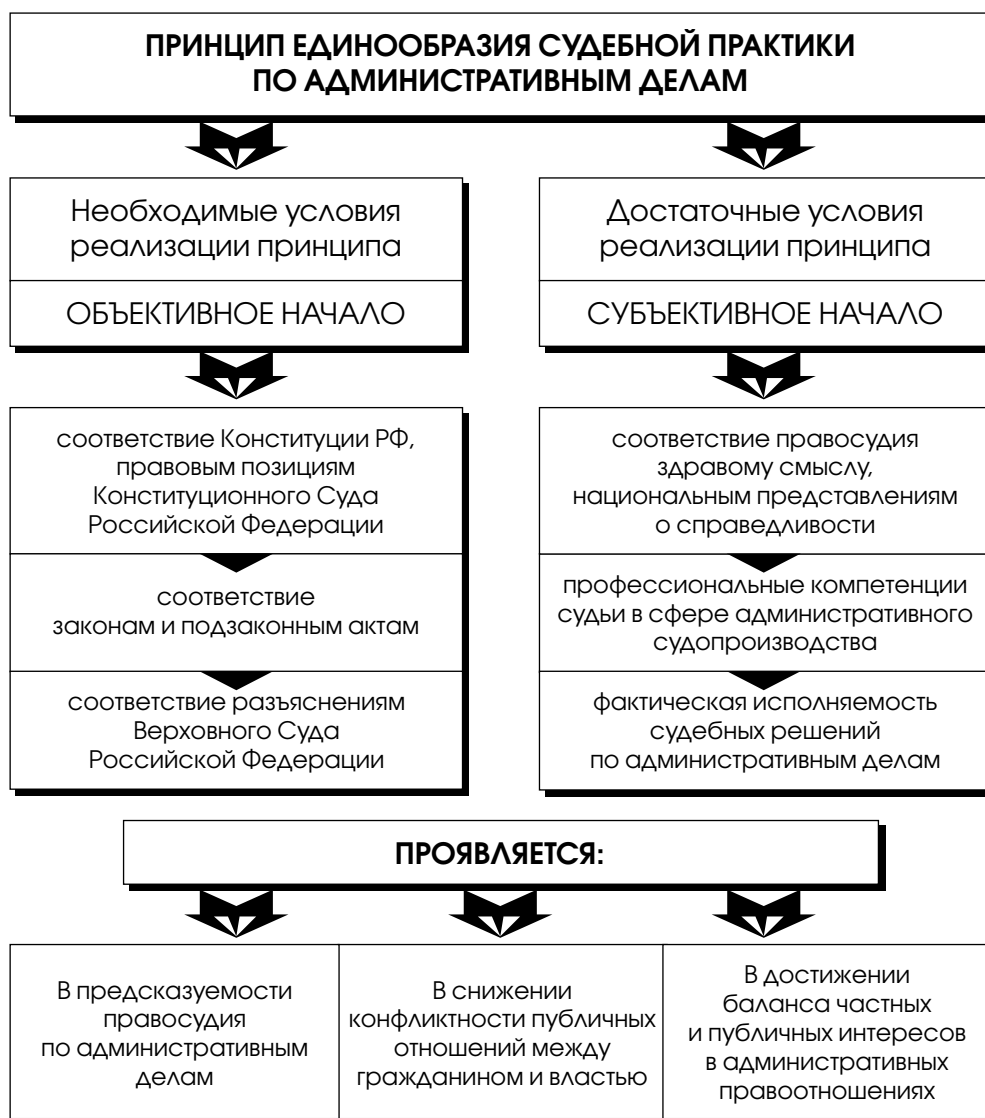 ПРИНЦИП ЕДИНООБРАЗИЯ СУДЕБНОЙ ПРАКТИКИ
ПО АДМИНИСТРАТИВНЫМ ДЕЛАМ
Необходимые условия
реализации принципа
ОБЪЕКТИВНОЕ НАЧАЛО
соответствие Конституции РФ,
правовым позициям
Конституционного Суда
Российской Федерации
соответствие
законам и подзаконным актам
соответствие разъяснениям
Верховного Суда
Российской Федерации
Достаточные условия
реализации принципа
СУБЪЕКТИВНОЕ НАЧАЛО
соответствие правосудия
здравому смыслу,
национальным представлениям
о справедливости
профессиональные компетенции
судьи в сфере административного
судопроизводства
фактическая исполняемость
судебных решений
по административным делам
ПРОЯВЛЯЕТСЯ:
В предсказуемости
правосудия
по административным
делам
В снижении
конфликтности публичных
отношений между
гражданином и властью
В достижении
баланса частных
и публичных интересов
в административных
правоотношениях